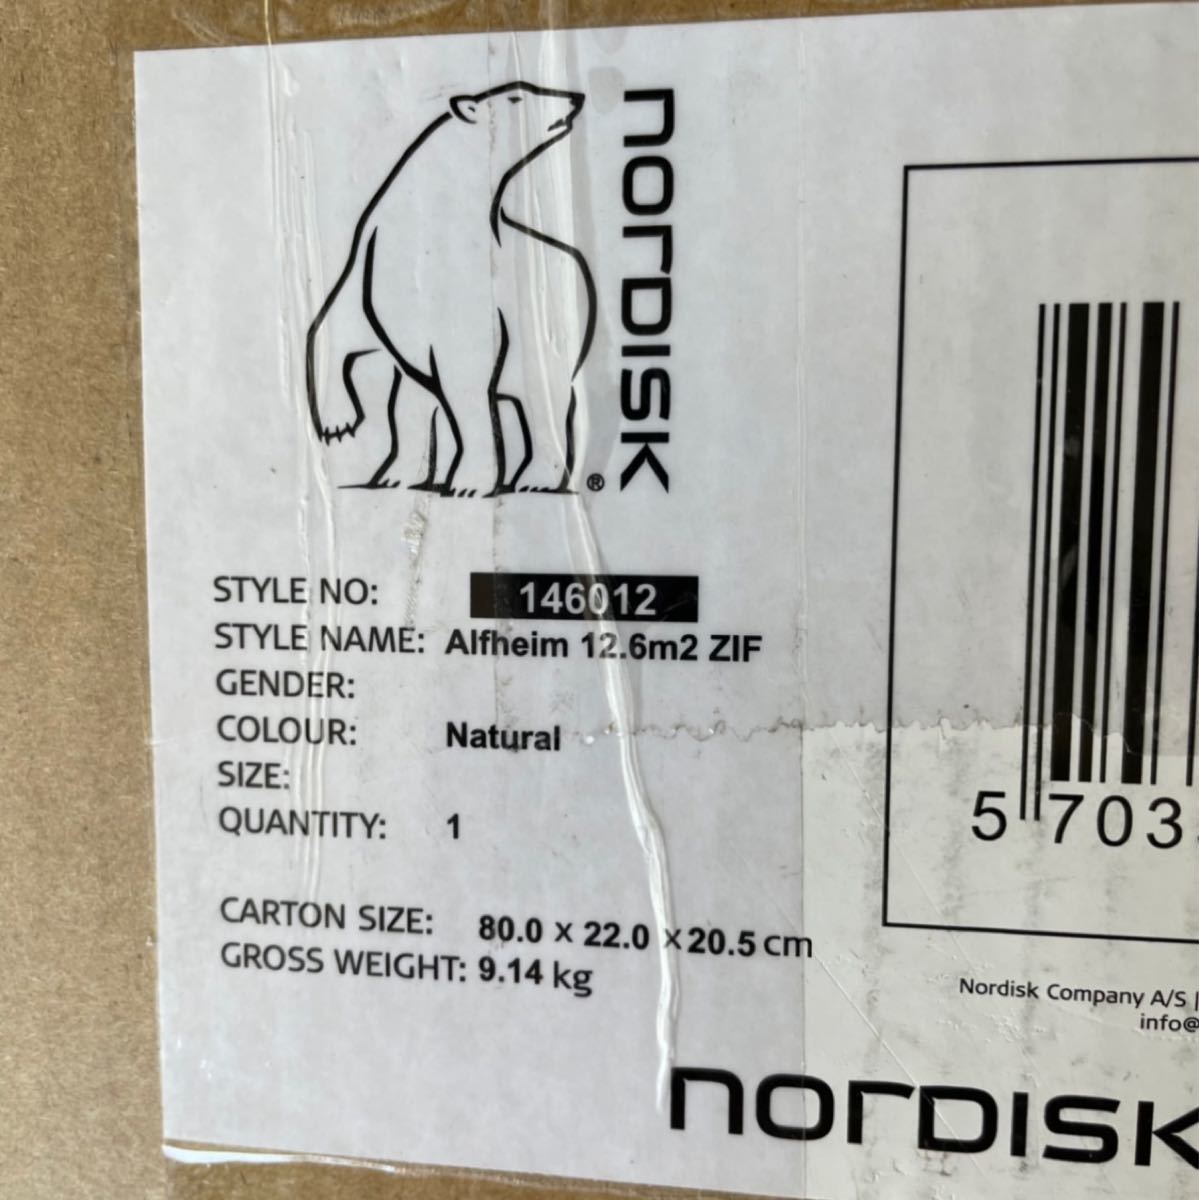 NORDISK
®
STYLE NO: 146012
STYLE NAME: Alfheim 12.6m2 ZIF
GENDER:
COLOUR: Natural
SIZE:
QUANTITY: 1
CARTON SIZE: 80.0 x 22.0 x 20.5 cm
GROSS WEIGHT: 9.14 kg
5 703
Nordisk Company A/S |
info@
NORDISK